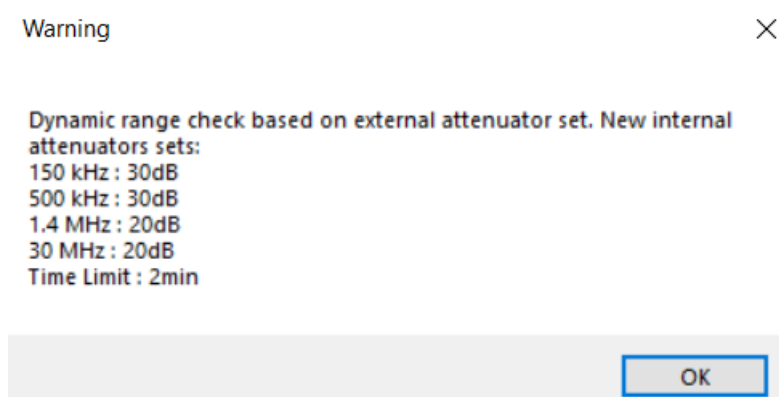 Warning
Dynamic range check based on external attenuator set. New internal
attenuators sets:
150 kHz : 30dB
500 kHz : 30dB
1.4 MHz : 20dB
30 MHz : 20dB
Time Limit : 2min
OK